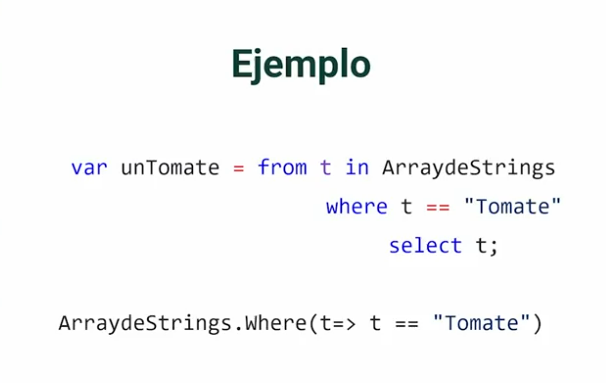 Ejemplo
var unTomate = from t in ArraydeStrings
where t == "Tomate"
select t;
ArraydeStrings.Where(t=> t == "Tomate")